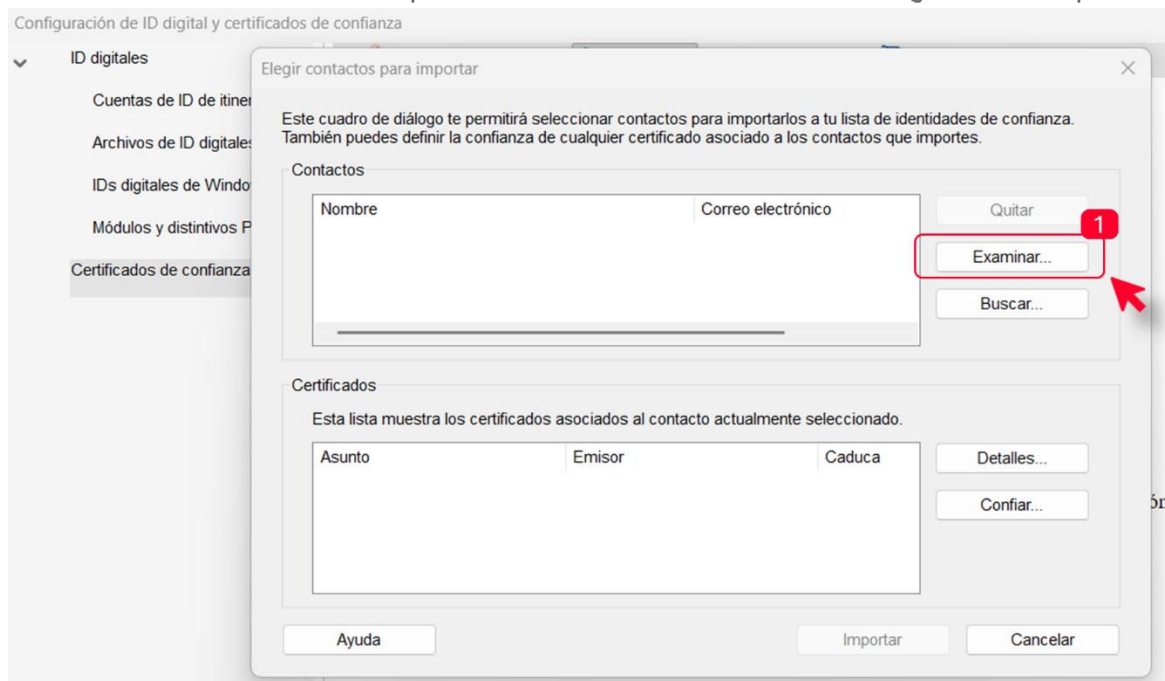 Configuración de ID digital y certificados de confianza
ID digitales
Cuentas de ID de
Archivos de ID digitales
IDs digitales de
Módulos y distintivos
Certificados de confianza
Elegir contactos para importar
Este cuadro de diálogo te permitirá seleccionar contactos para importarlos a tu lista de identidades de confianza.
También puedes definir la confianza de cualquier certificado asociado a los contactos que importes.
Contactos
Nombre Correo electrónico
Quitar
1
Examinar...
Buscar...
Certificados
Esta lista muestra los certificados asociados al contacto actualmente seleccionado.
Asunto Emisor Caduca
Detalles...
Confiar...
Ayuda Importar Cancelar